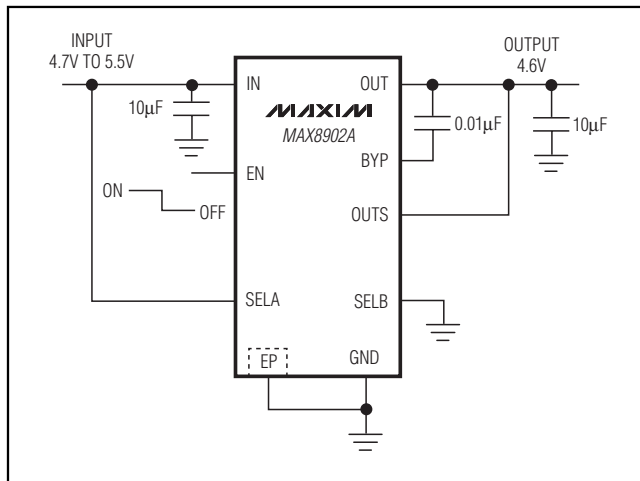 INPUT
4.7V TO 5.5V
OUTPUT
4.6V
IN
OUT
10μF
MAXIM
MAX8902A
0.01μF
10μF
BYP
EN
ON
OFF
OUTS
SELA
SELB
EP
GND